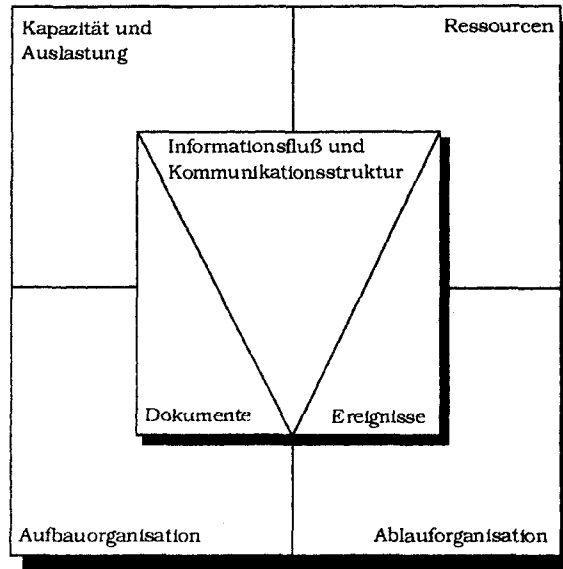 Kapazität und
Auslastung
Ressourcen
Informationsfluß und
Kommunikationsstruktur
Dokumente
Ereignisse
Aufbauorganisation
Ablauforganisation